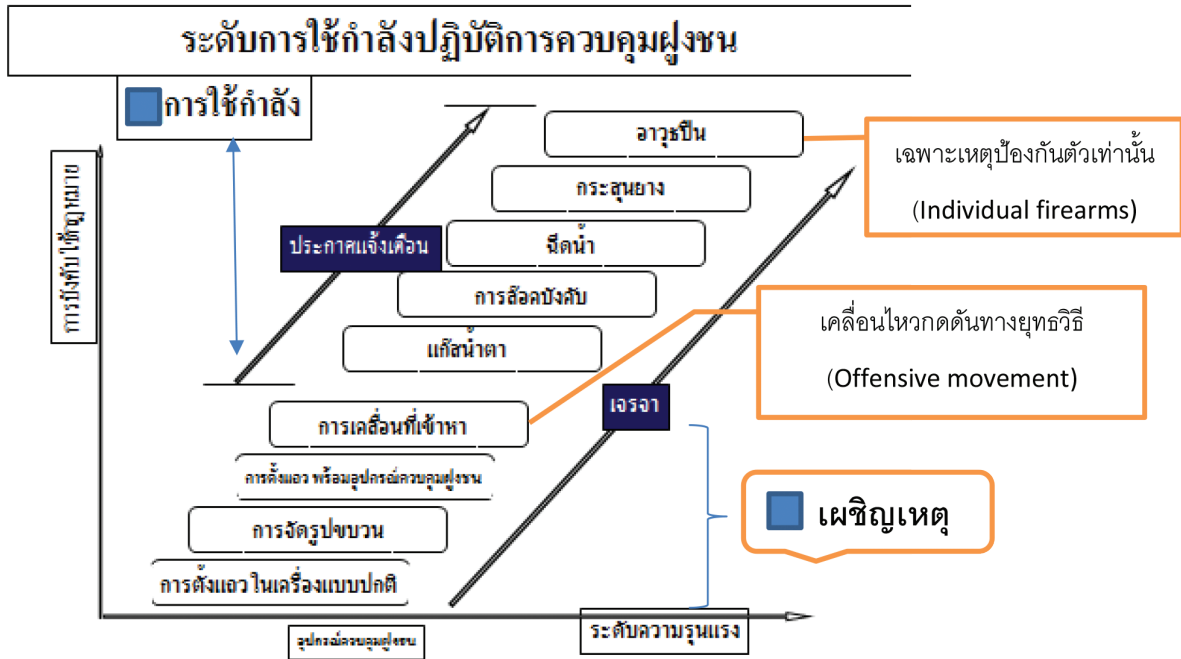 ระดับการใช้กำลังปฏิบัติการควบคุมฝูงชน
การใช้กำลัง
อาวุธปืน
เฉพาะเหตุป้องกันตัวเท่านั้น
(Individual firearms)
การบังคับใช้กฎหมาย
กระสุนยาง
ประกาศแจ้งเตือน
ฉีดน้ำ
การล๊อคบังคับ
แก๊สน้ำตา
เคลื่อนไหวกดดันทางยุทธวิธี
(Offensive movement)
เจรจา
การเคลื่อนที่เข้าหา
การตั้งแถว พร้อมอุปกรณ์ควบคุมฝูงชน
เผชิญเหตุ
การจัดรูปขบวน
การตั้งแถวในเครื่องแบบปกติ
ระดับความรุนแรง
อุปกรณ์ควบคุมฝูงชน